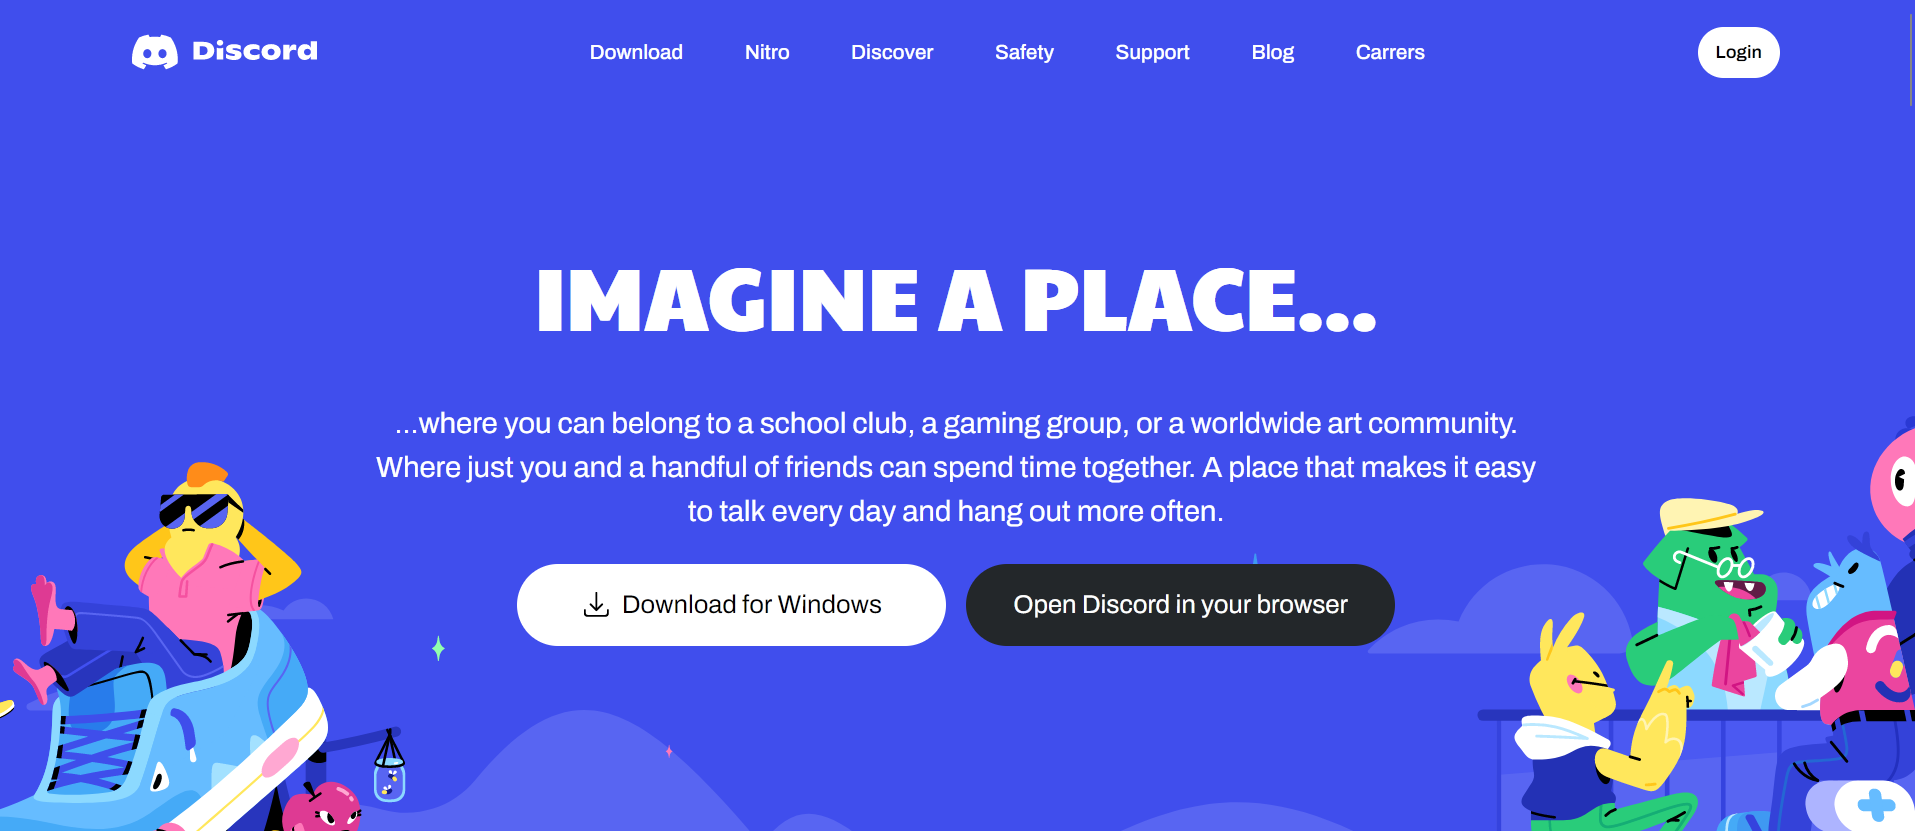 Discord
Download
Nitro
Discover
Safety
Support
Blog
Carrers
Login
IMAGINE A PLACE...
...where you can belong to a school club, a gaming group, or a worldwide art community.
Where just you and a handful of friends can spend time together. A place that makes it easy
to talk every day and hang out more often.
Download for Windows
Open Discord in your browser